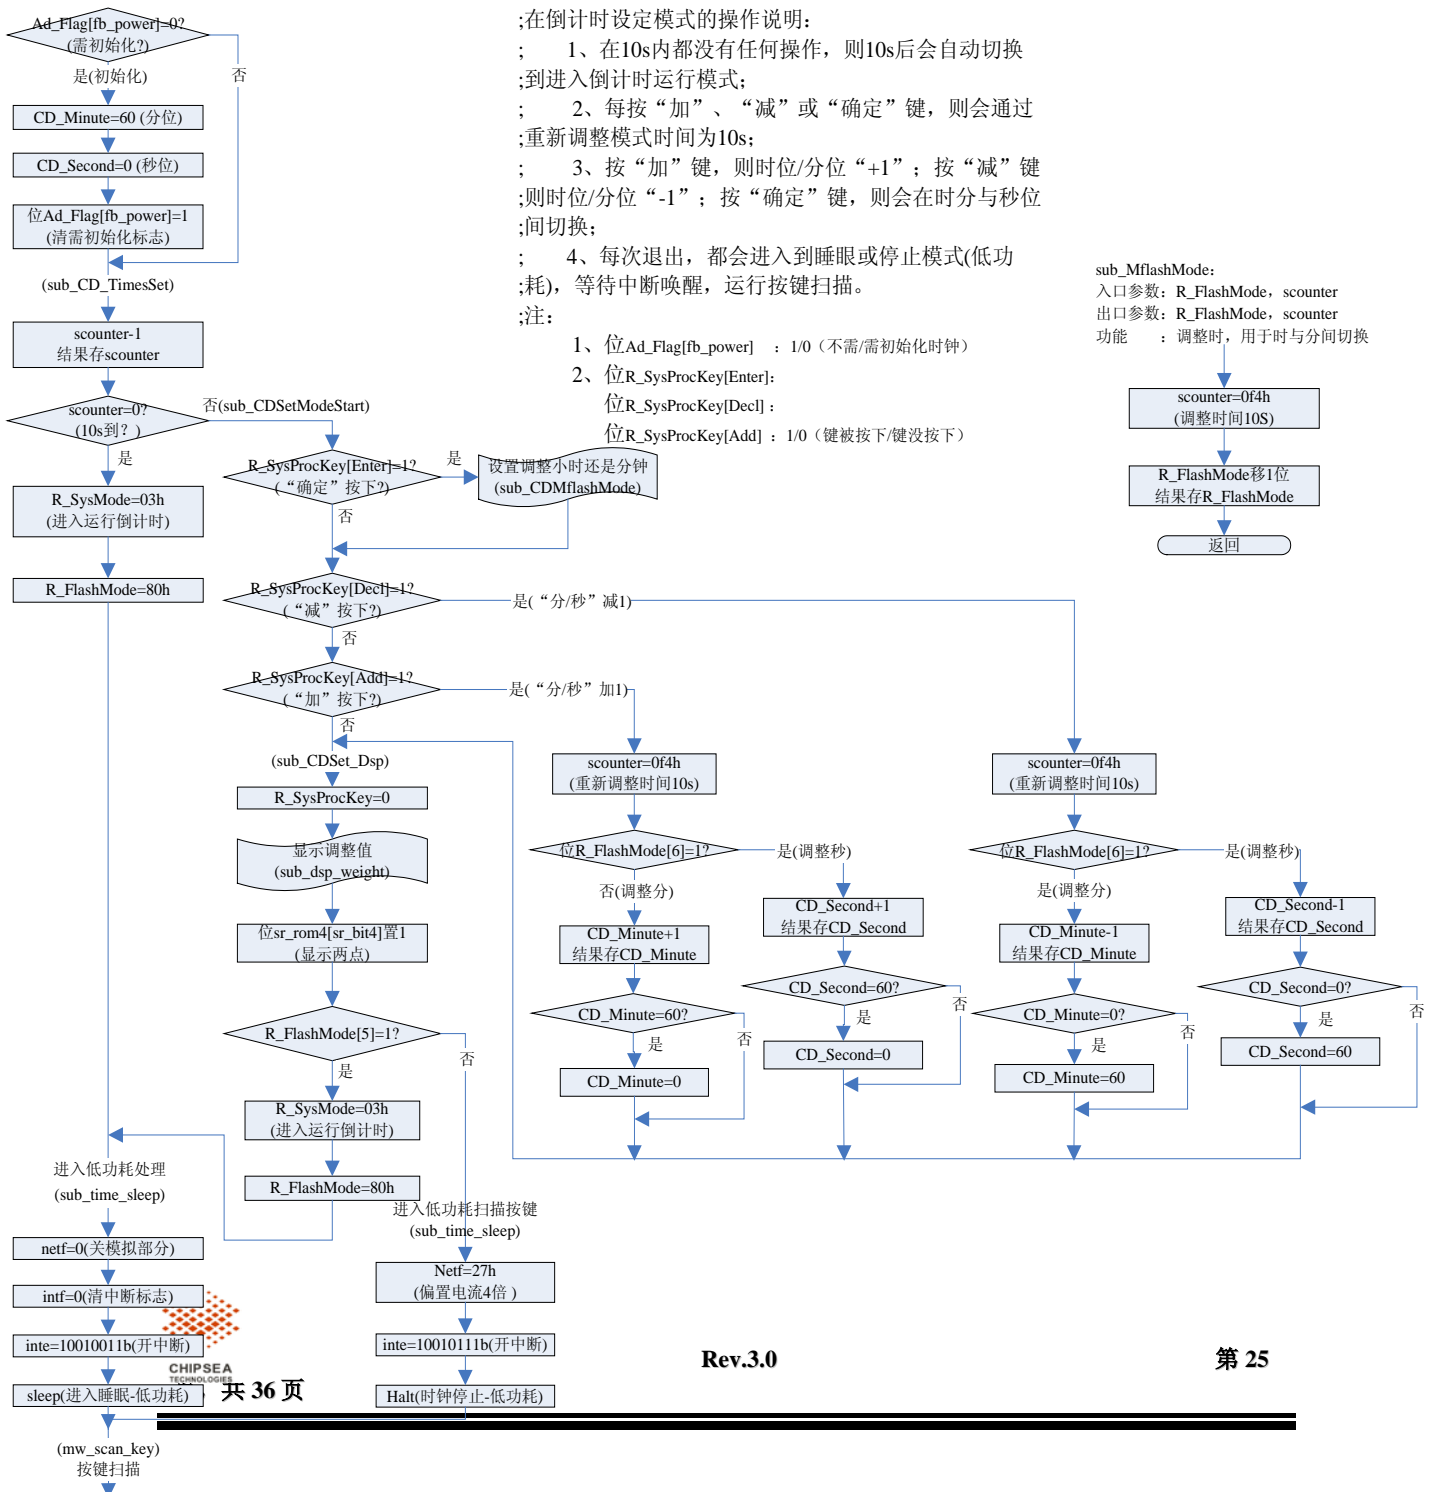 Ad_Flag[fb_power]=0?
(需初始化?)
是(初始化)
否
CD_Minute=60 (分位)
CD_Second=0 (秒位)
位Ad_Flag[fb_power]=1
(清需初始化标志)
(sub_CD_TimesSet)
scounter-1
结果存scounter
scounter=0?
(10s到？)
否(sub_CDSetModeStart)
是
R_SysMode=03h
(进入运行倒计时)
R_FlashMode=80h
;在倒计时设定模式的操作说明：
; 1、在10s内都没有任何操作，则10s后会自动切换
;到进入倒计时运行模式；
; 2、每按“加”、“减”或“确定”键，则会通过
;重新调整模式时间为10s；
; 3、按“加”键，则时位/分位“+1”；按“减”键
;则时位/分位“-1”；按“确定”键，则会在时分与秒位
;间切换；
; 4、每次退出，都会进入到睡眠或停止模式(低功
;耗)，等待中断唤醒，运行按键扫描。
;注：
1、位Ad_Flag[fb_power] ：1/0（不需/需初始化时钟）
2、位R_SysProcKey[Enter]：
位R_SysProcKey[Decl]：
位R_SysProcKey[Add]：1/0（键被按下/键没按下）
sub_MflashMode：
入口参数：R_FlashMode，scounter
出口参数：R_FlashMode，scounter
功能 ：调整时，用于时与分间切换
scounter=0f4h
(调整时间10S)
R_FlashMode移1位
结果存R_FlashMode
返回
R_SysProcKey[Enter]=1?
(“确定”按下?)
是
设置调整小时还是分钟
(sub_CDMflashMode)
否
R_SysProcKey[Decl]=1?
(“减”按下?)
是(“分/秒”减1)
否
R_SysProcKey[Add]=1?
(“加”按下?)
是(“分/秒”加1)
否
(sub_CDSet_Dsp)
R_SysProcKey=0
显示调整值
(sub_dsp_weight)
位sr_rom4[sr_bit4]置1
(显示两点)
R_FlashMode[5]=1?
否
是
R_SysMode=03h
(进入运行倒计时)
R_FlashMode=80h
scounter=0f4h
(重新调整时间10s)
位R_FlashMode[6]=1?
是(调整秒)
否(调整分)
CD_Minute+1
结果存CD_Minute
CD_Second+1
结果存CD_Second
CD_Minute=60?
否
是
CD_Minute=0
CD_Second=60?
否
是
CD_Second=0
scounter=0f4h
(重新调整时间10s)
位R_FlashMode[6]=1?
是(调整秒)
是(调整分)
CD_Minute-1
结果存CD_Minute
CD_Second-1
结果存CD_Second
CD_Minute=0?
否
是
CD_Minute=60
CD_Second=0?
否
是
CD_Second=60
进入低功耗处理
(sub_time_sleep)
netf=0(关模拟部分)
intf=0(清中断标志)
inte=10010011b(开中断)
sleep(进入睡眠-低功耗)
进入低功耗扫描按键
(sub_time_sleep)
Netf=27h
(偏置电流4倍 )
inte=10010111b(开中断)
Halt(时钟停止-低功耗)
CHIPSEA
TECHNOLOGIES
共 36 页
Rev.3.0
第 25
(mw_scan_key)
按键扫描